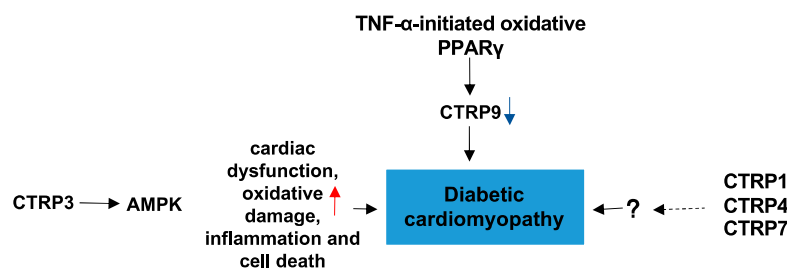 TNF-α-initiated oxidative
PPARγ
CTRP9
cardiac
dysfunction,
oxidative
damage,
inflammation and
cell death
CTRP3
AMPK
Diabetic
cardiomyopathy
?
CTRP1
CTRP4
CTRP7